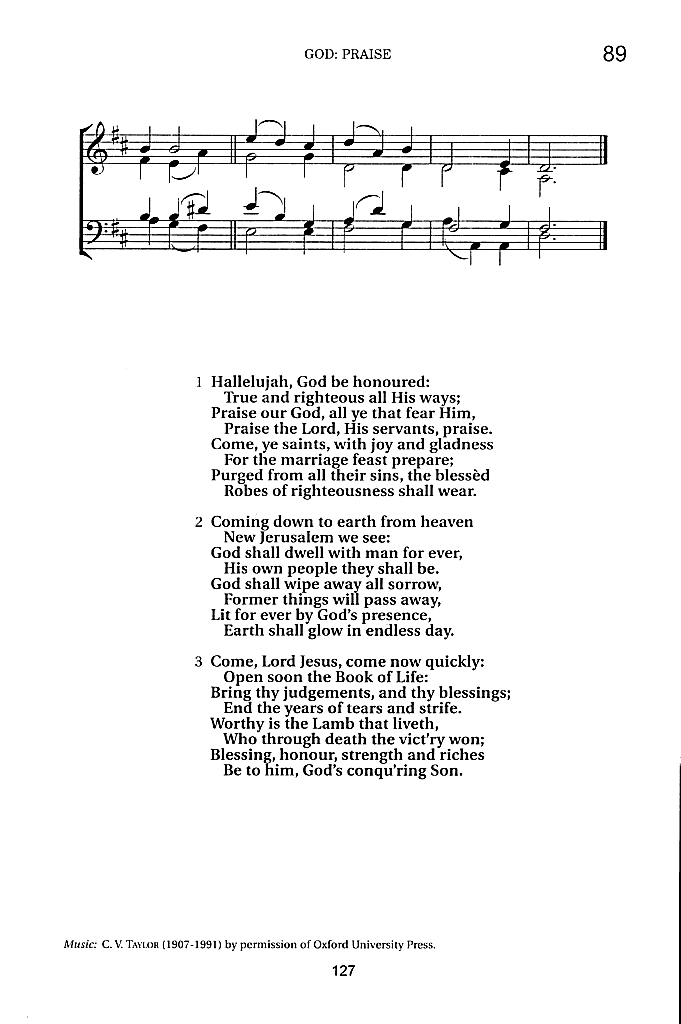 GOD: PRAISE
89
1 Hallelujah, God be honoured:
True and righteous all His ways;
Praise our God, all ye that fear Him,
Praise the Lord, His servants, praise.
Come, ye saints, with joy and gladness
For the marriage feast prepare;
Purged from all their sins, the blessèd
Robes of righteousness shall wear.
2 Coming down to earth from heaven
New Jerusalem we see:
God shall dwell with man for ever,
His own people they shall be.
God shall wipe away all sorrow,
Former things will pass away,
Lit for ever by God's presence,
Earth shall glow in endless day.
3 Come, Lord Jesus, come now quickly:
Open soon the Book of Life:
Bring thy judgements, and thy blessings;
End the years of tears and strife.
Worthy is the Lamb that liveth,
Who through death the vict'ry won;
Blessing, honour, strength and riches
Be to him, God's conqu'ring Son.
Music: C. V. TAYLOR (1907-1991) by permission of Oxford University Press.
127